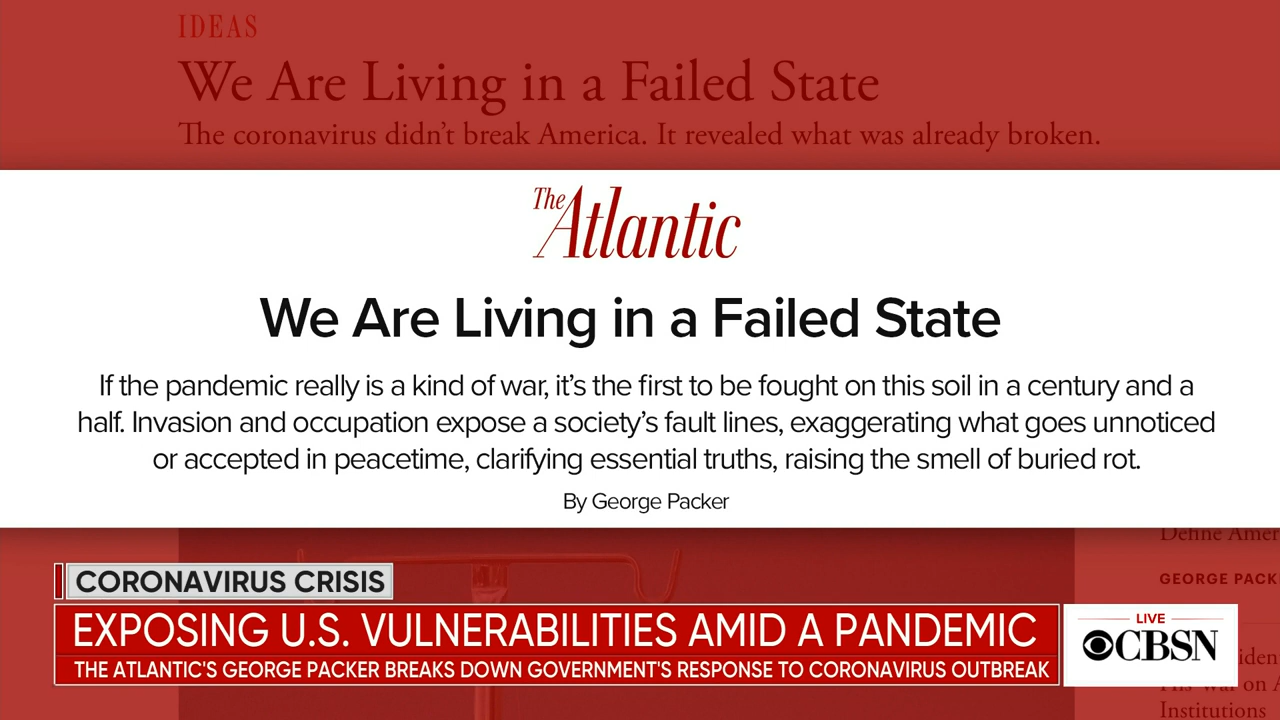 IDEAS
We Are Living in a Failed State
The coronavirus didn't break America. It revealed what was already broken.
The Atlantic
We Are Living in a Failed State
If the pandemic really is a kind of war, it's the first to be fought on this soil in a century and a
half. Invasion and occupation expose a society's fault lines, exaggerating what goes unnoticed
or accepted in peacetime, clarifying essential truths, raising the smell of buried rot.
By George Packer
GEORGE PACK
CORONAVIRUS CRISIS
EXPOSING U.S. VULNERABILITIES AMID A PANDEMIC
THE ATLANTIC'S GEORGE PACKER BREAKS DOWN GOVERNMENT'S RESPONSE TO CORONAVIRUS OUTBREAK
LIVE
CBSN
on A
Institutions